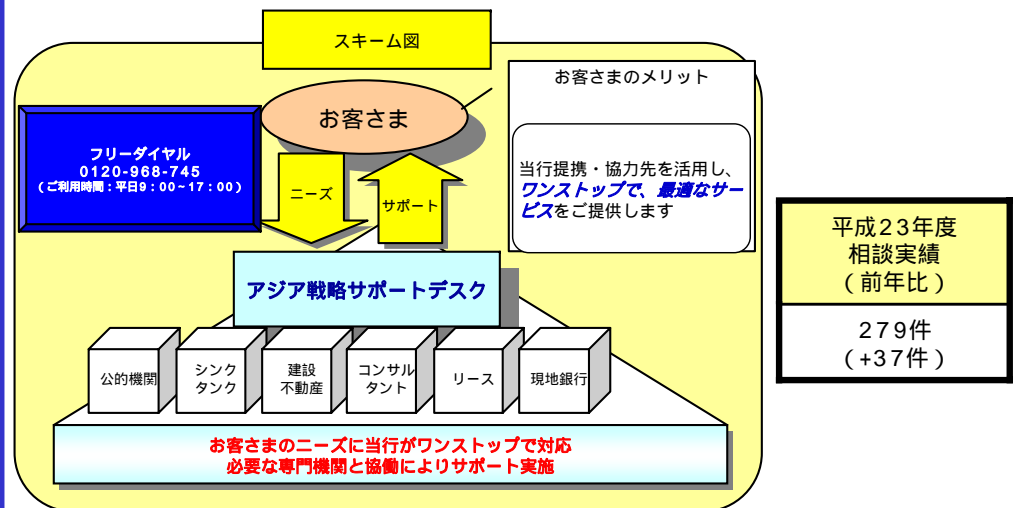 スキーム図
お客さま
フリーダイヤル
0120-968-745
(ご利用時間:平日9:00~17:00)
ニーズ
サポート
お客さまのメリット
当行提携・協力先を活用し、
ワンストップで、最適なサー
ビスをご提供します
アジア戦略サポートデスク
公的機関
シンク
タンク
建設
不動産
コンサル
タント
リース
現地銀行
お客さまのニーズに当行がワンストップで対応
必要な専門機関と協働によりサポート実施
平成23年度
相談実績
(前年比)
279件
(+37件)